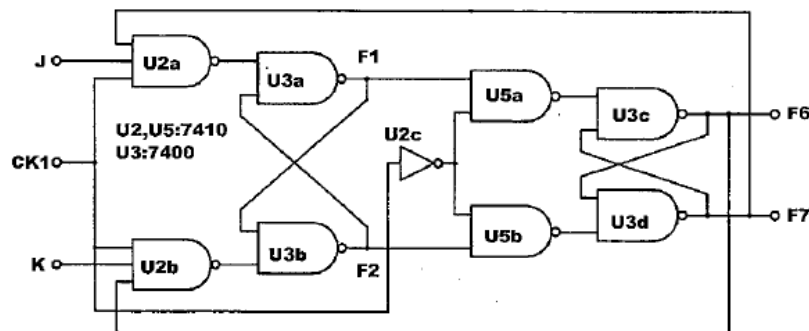 J
U2a
U3a
F1
U5a
U3c
F6
U2,U5:7410
U3:7400
U2c
CK1
K
U2b
U3b
F2
U5b
U3d
F7